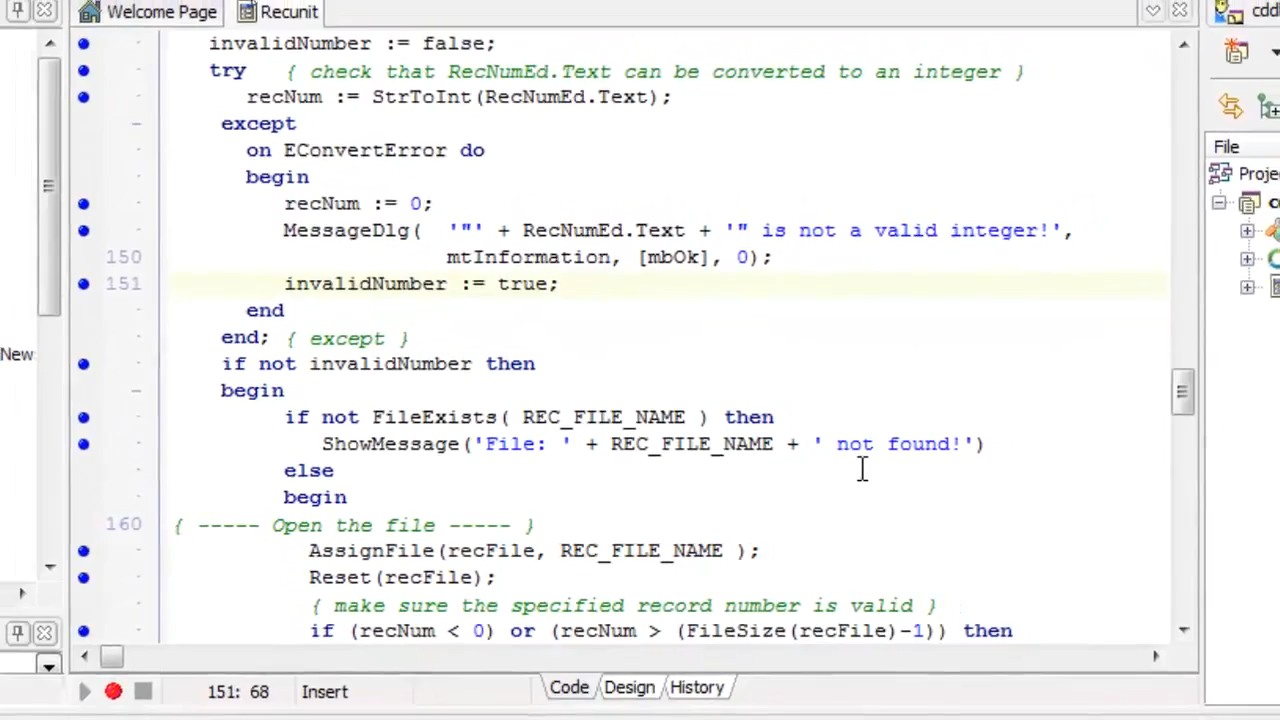 Welcome Page
Recunit
cddl
invalidNumber := false;
try { check that RecNumEd.Text can be converted to an integer }
recNum := StrToInt(RecNumEd.Text);
except
on EConvertError do
begin
recNum := 0;
MessageDlg( '"' + RecNumEd.Text + '" is not a valid integer!',
150 mtInformation, [mbOk], 0);
151 invalidNumber := true;
end
end; { except }
if not invalidNumber then
begin
if not FileExists( REC_FILE_NAME ) then
ShowMessage('File: ' + REC_FILE_NAME + ' not found!')
else
begin
160 { ----- Open the file ----- }
AssignFile(recFile, REC_FILE_NAME );
Reset(recFile);
{ make sure the specified record number is valid }
if (recNum < 0) or (recNum > (FileSize(recFile)-1)) then
New
File
Proje
c
151: 68
Insert
Code
Design
History